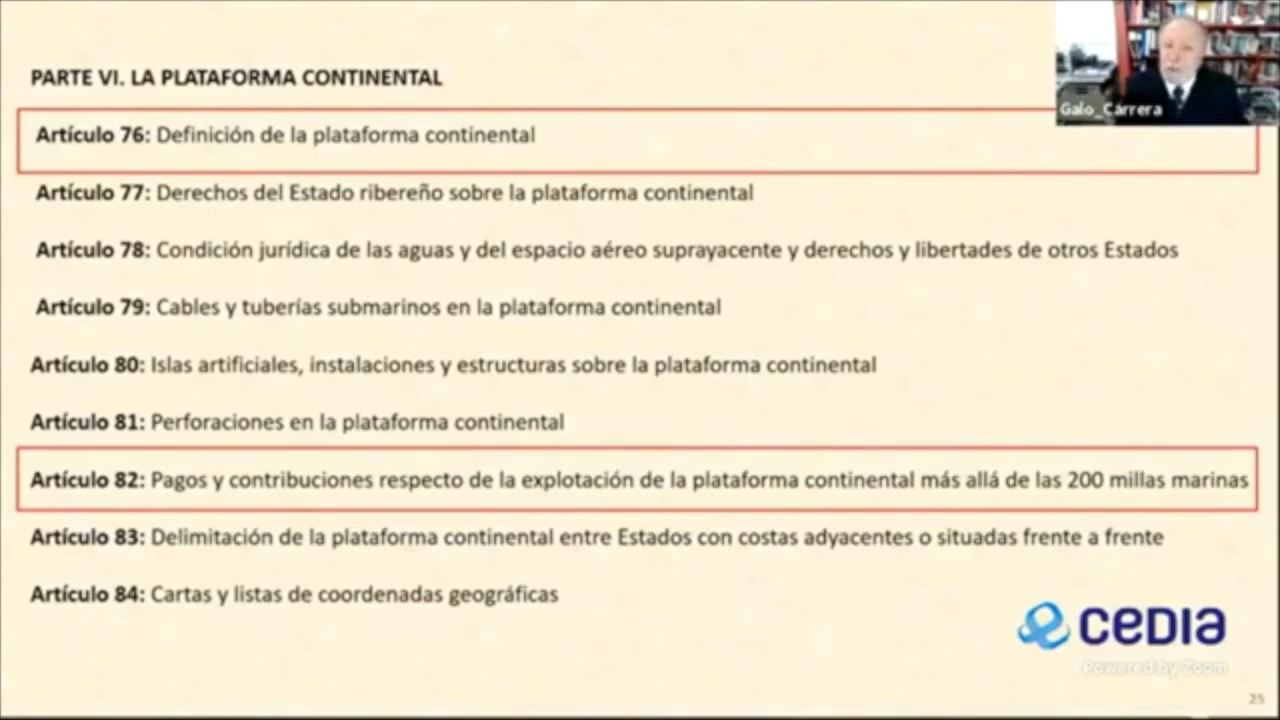 PARTE VI. LA PLATAFORMA CONTINENTAL
Galo_Carrera
Artículo 76: Definición de la plataforma continental
Artículo 77: Derechos del Estado ribereño sobre la plataforma continental
Artículo 78: Condición jurídica de las aguas y del espacio aéreo suprayacente y derechos y libertades de otros Estados
Artículo 79: Cables y tuberías submarinos en la plataforma continental
Artículo 80: Islas artificiales, instalaciones y estructuras sobre la plataforma continental
Artículo 81: Perforaciones en la plataforma continental
Artículo 82: Pagos y contribuciones respecto de la explotación de la plataforma continental más allá de las 200 millas marinas
Artículo 83: Delimitación de la plataforma continental entre Estados con costas adyacentes o situadas frente a frente
Artículo 84: Cartas y listas de coordenadas geográficas
CEDIA
Powered by Zoom
25